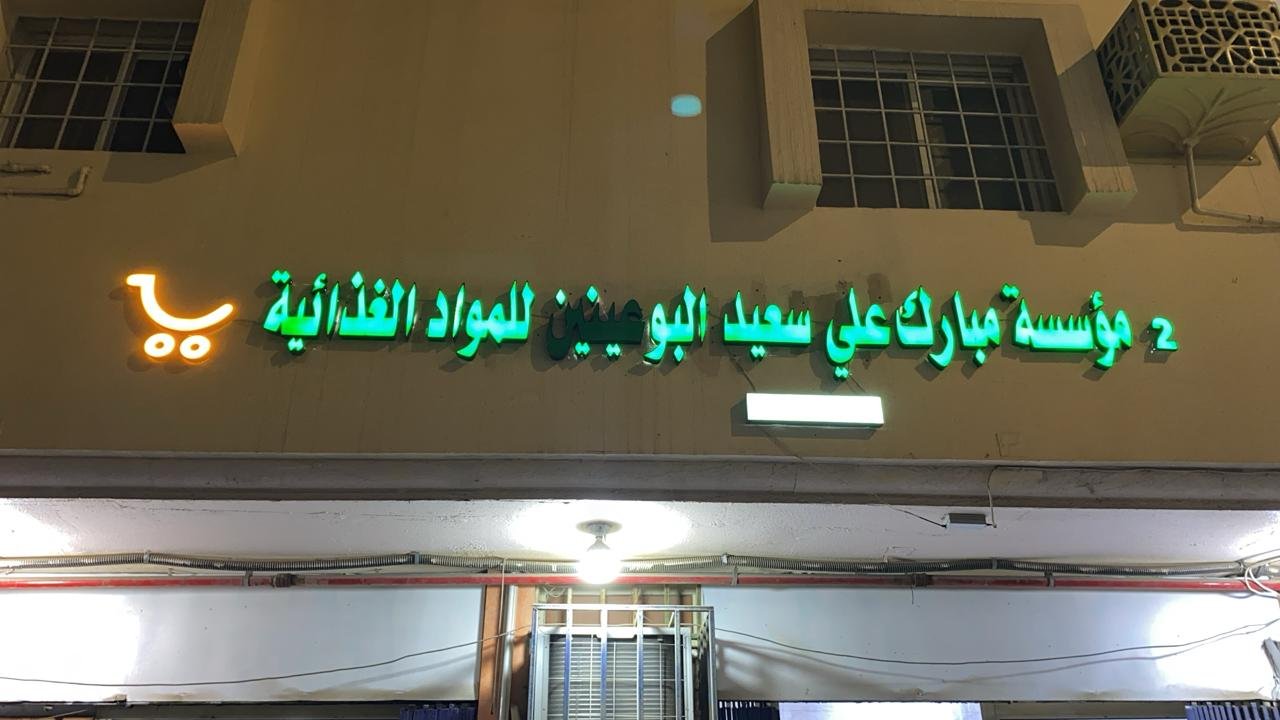 2 مؤسسة مبارك علي سعيد البوعينين للمواد الغذائية